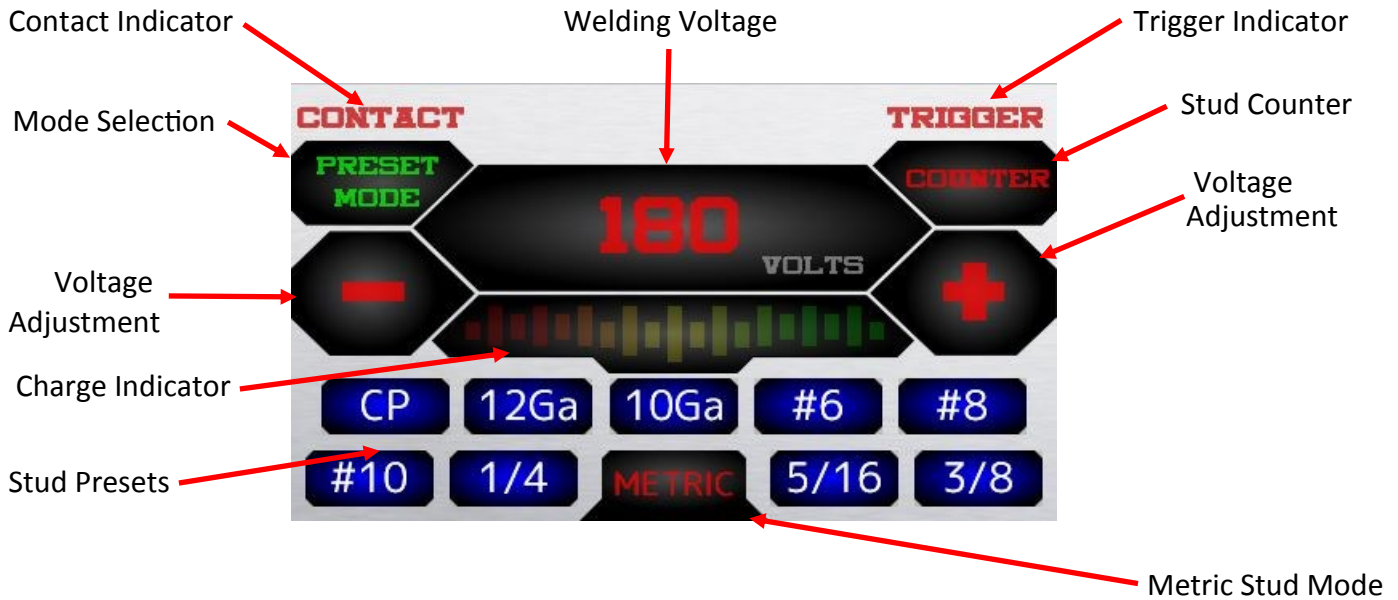 Contact Indicator
Welding Voltage
Trigger Indicator
Mode Selection
CONTACT
TRIGGER
Stud Counter
PRESET
MODE
COUNTER
180
VOLTS
Voltage
Adjustment
Voltage
Adjustment
Charge Indicator
CP 12Ga 10Ga #6 #8
Stud Presets
#10 1/4 METRIC 5/16 3/8
Metric Stud Mode